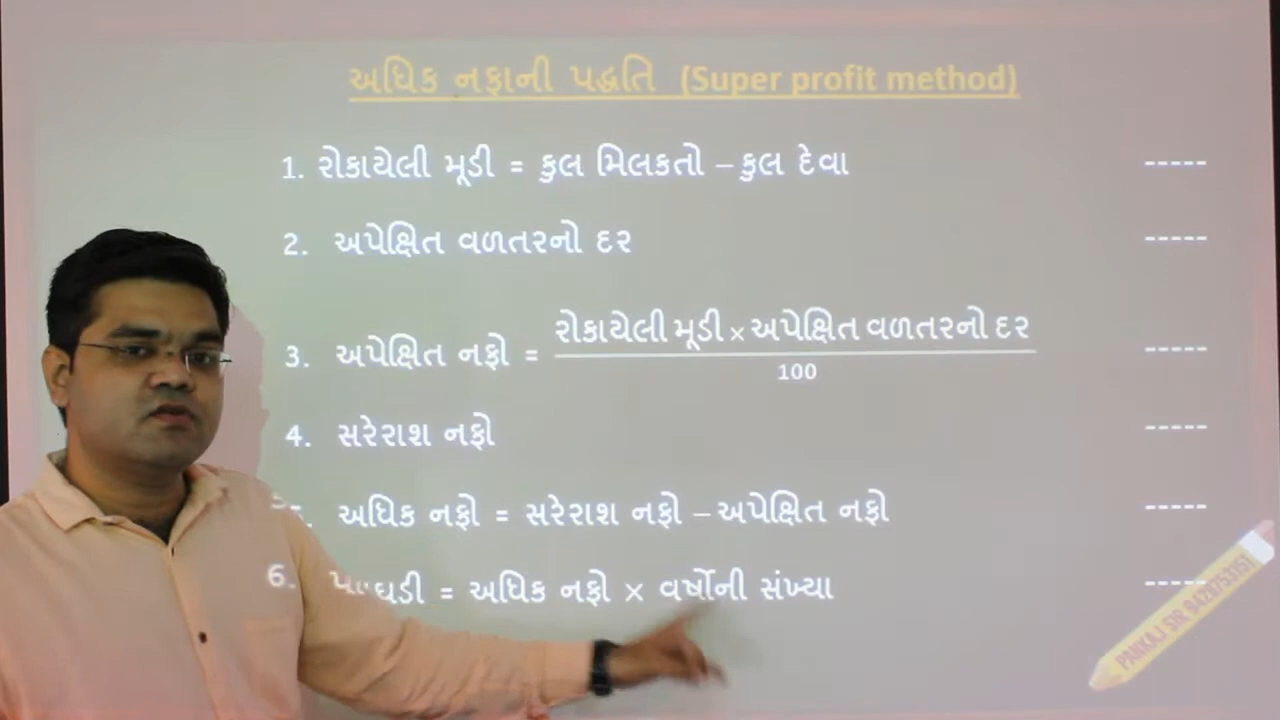 અધિક નફાની પદ્ધતિ (Super profit method)
1. રોકાયેલી મૂડી = કુલ મિલકતો – કુલ દેવા -----
2. અપેક્ષિત વળતરનો દર -----
3. અપેક્ષિત નફો = રોકાયેલી મૂડી × અપેક્ષિત વળતરનો દર -----
100
4. સરેરાશ નફો -----
અધિક નફો = સરેરાશ નફો – અપેક્ષિત નફો -----
6. = અધિક નફો × વર્ષોની સંખ્યા -----
PANKAJ SIR